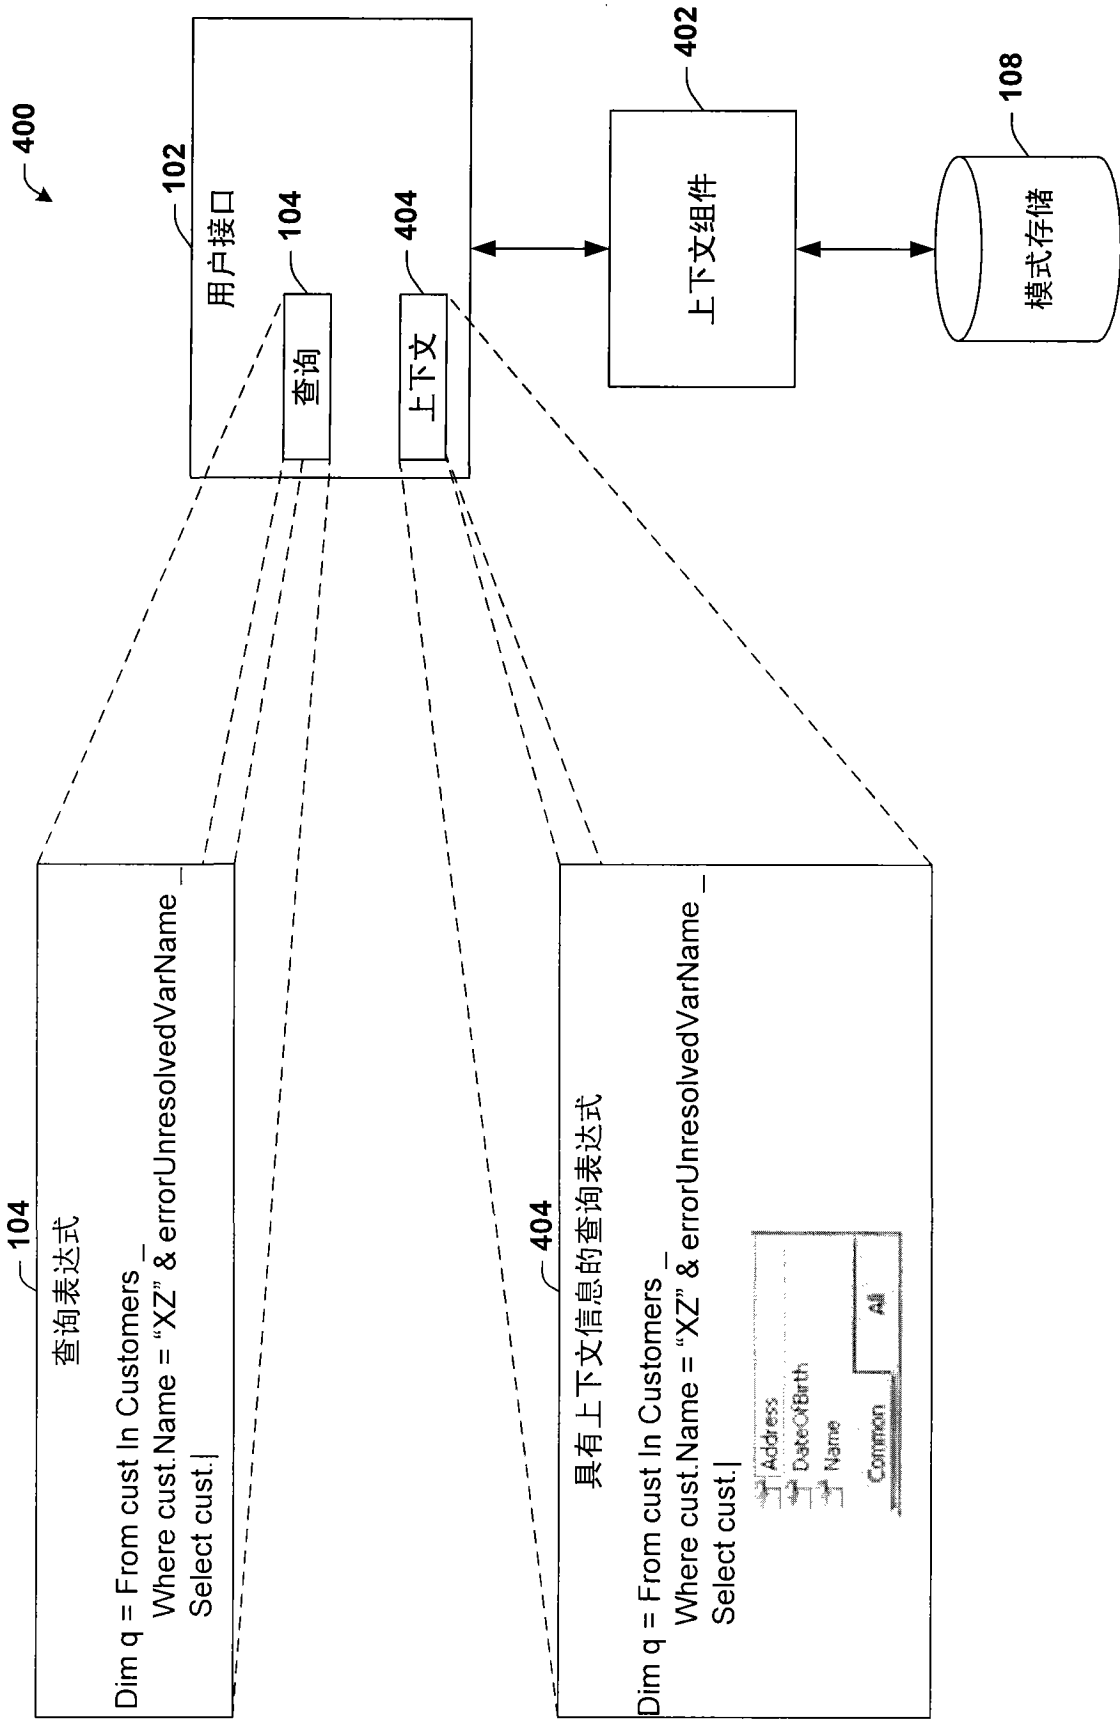 400
102
用户接口
104
查询
404
上下文
402
上下文组件
108
模式存储
104
查询表达式
Dim q = From cust In Customers _
Where cust.Name = “XZ” & errorUnresolvedVarName _
Select cust.|
404
具有上下文信息的查询表达式
Dim q = From cust In Customers _
Where cust.Name = “XZ” & errorUnresolvedVarName _
Select cust.|
Address
DateOfBirth
Name
Common
All